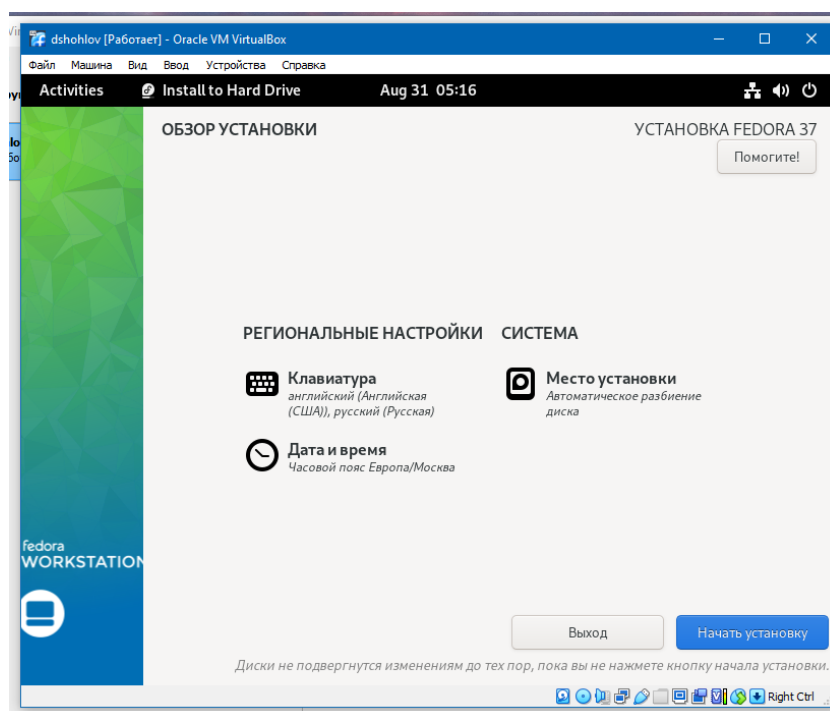 dshohlov [Работает] - Oracle VM VirtualBox
Файл Машина Вид Ввод Устройства Справка
Activities Install to Hard Drive Aug 31 05:16
ОБЗОР УСТАНОВКИ
УСТАНОВКА FEDORA 37
Помогите!
РЕГИОНАЛЬНЫЕ НАСТРОЙКИ
Клавиатура
английский (Английская
(США)), русский (Русская)
Дата и время
Часовой пояс Европа/Москва
СИСТЕМА
Место установки
Автоматическое разбиение
диска
fedora
WORKSTATION
Выход
Начать установку
Диски не подвергнутся изменениям до тех пор, пока вы не нажмете кнопку начала установки.
Right Ctrl